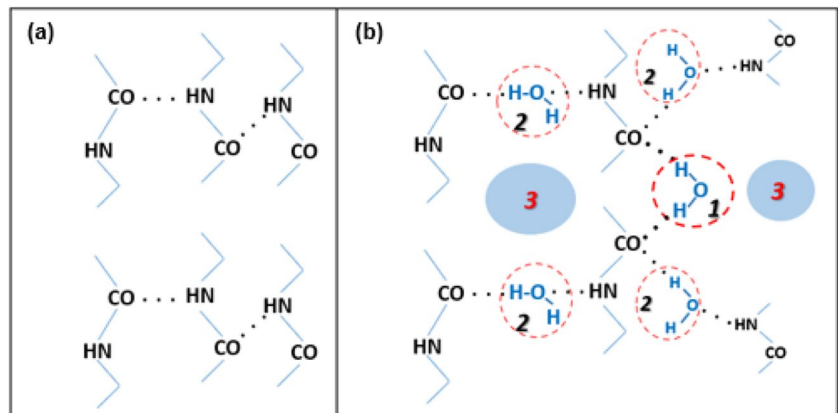 (a)
CO · · · HN HN
HN CO CO
CO · · · HN HN
HN CO CO
(b)
CO
H
2 O HN
CO H-O HN H
H
2
HN CO
H
3 O 3
H 1
CO
H
CO H-O HN 2 O
H H HN
2
HN CO